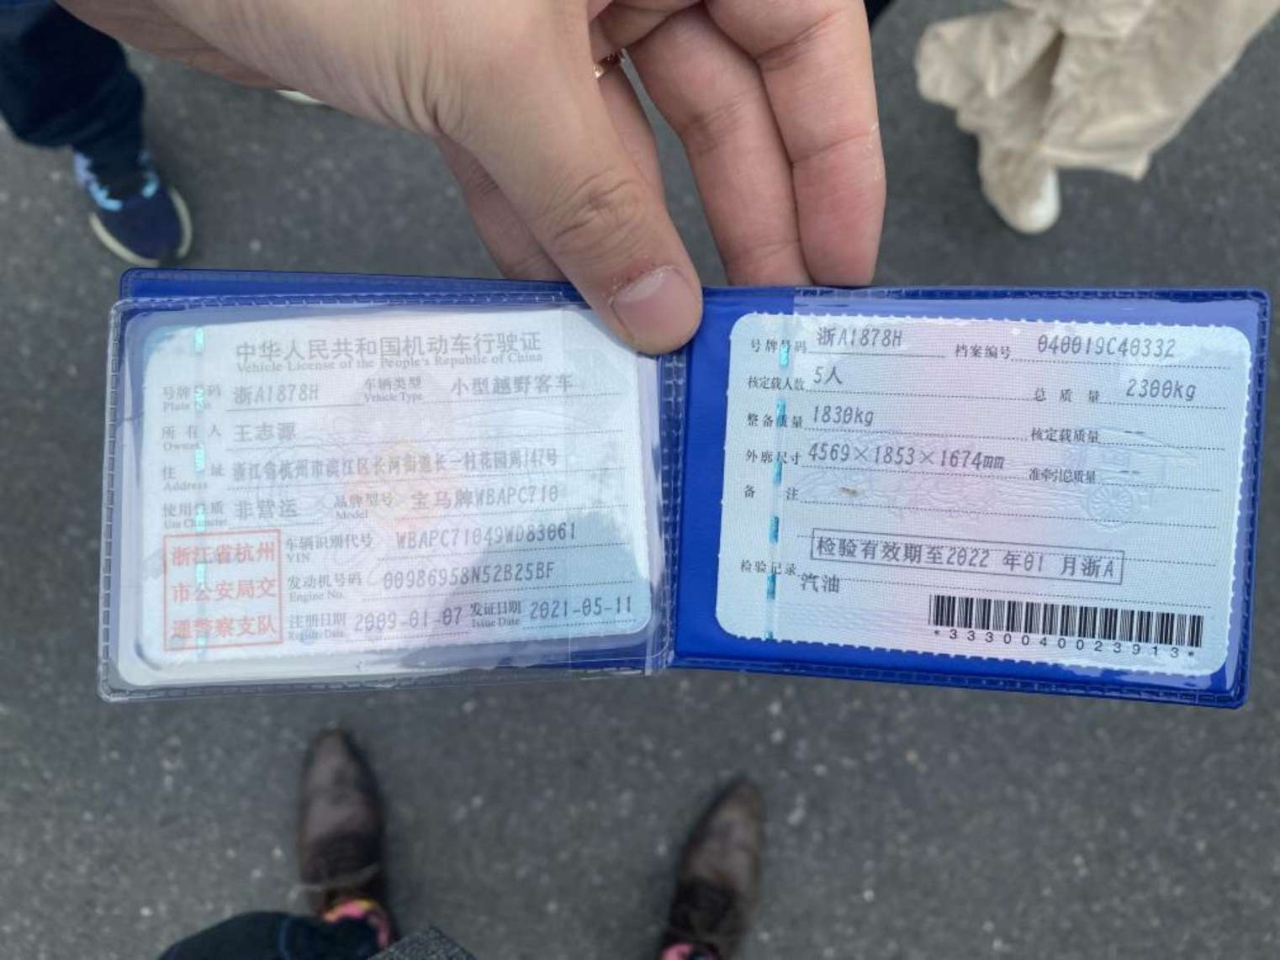 中华人民共和国机动车行驶证
Vehicle License of the People's Republic of China
号牌号码 浙A1878H 车辆类型 小型越野客车
Plate No. Vehicle Type
所有人 王志源
Owner
住址 浙江省杭州市滨江区长河街道长一村花园周147号
Address
使用性质 非营运 品牌型号 宝马牌WBAPC710
Use Character Model
浙江省杭州
市公安局交
通警察支队
车辆识别代号 WBAPC71049WD83061
VIN
发动机号码 00986958N52B25BF
Engine No.
注册日期 2009-01-07 发证日期 2021-05-11
Register Date Issue Date
号牌号码 浙A1878H 档案编号 040019C40332
核定载人数 5人 总质量 2300kg
整备质量 1830kg 核定载质量 --
外廓尺寸 4569×1853×1674mm 准牵引总质量 --
备注
检验有效期至2022 年01 月浙A
检验记录
汽油
*3330040023913*